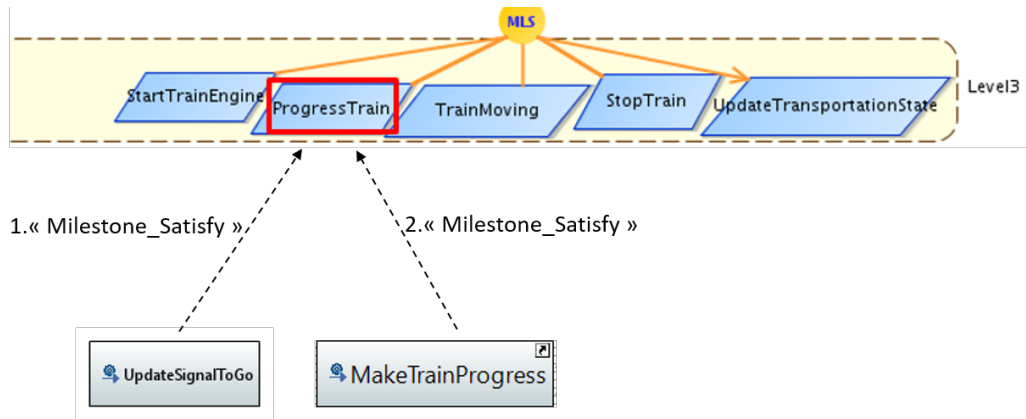 MLS
StartTrainEngine
ProgressTrain
TrainMoving
StopTrain
UpdateTransportationState
Level3
1.« Milestone_Satisfy »
2.« Milestone_Satisfy »
UpdateSignalToGo
MakeTrainProgress